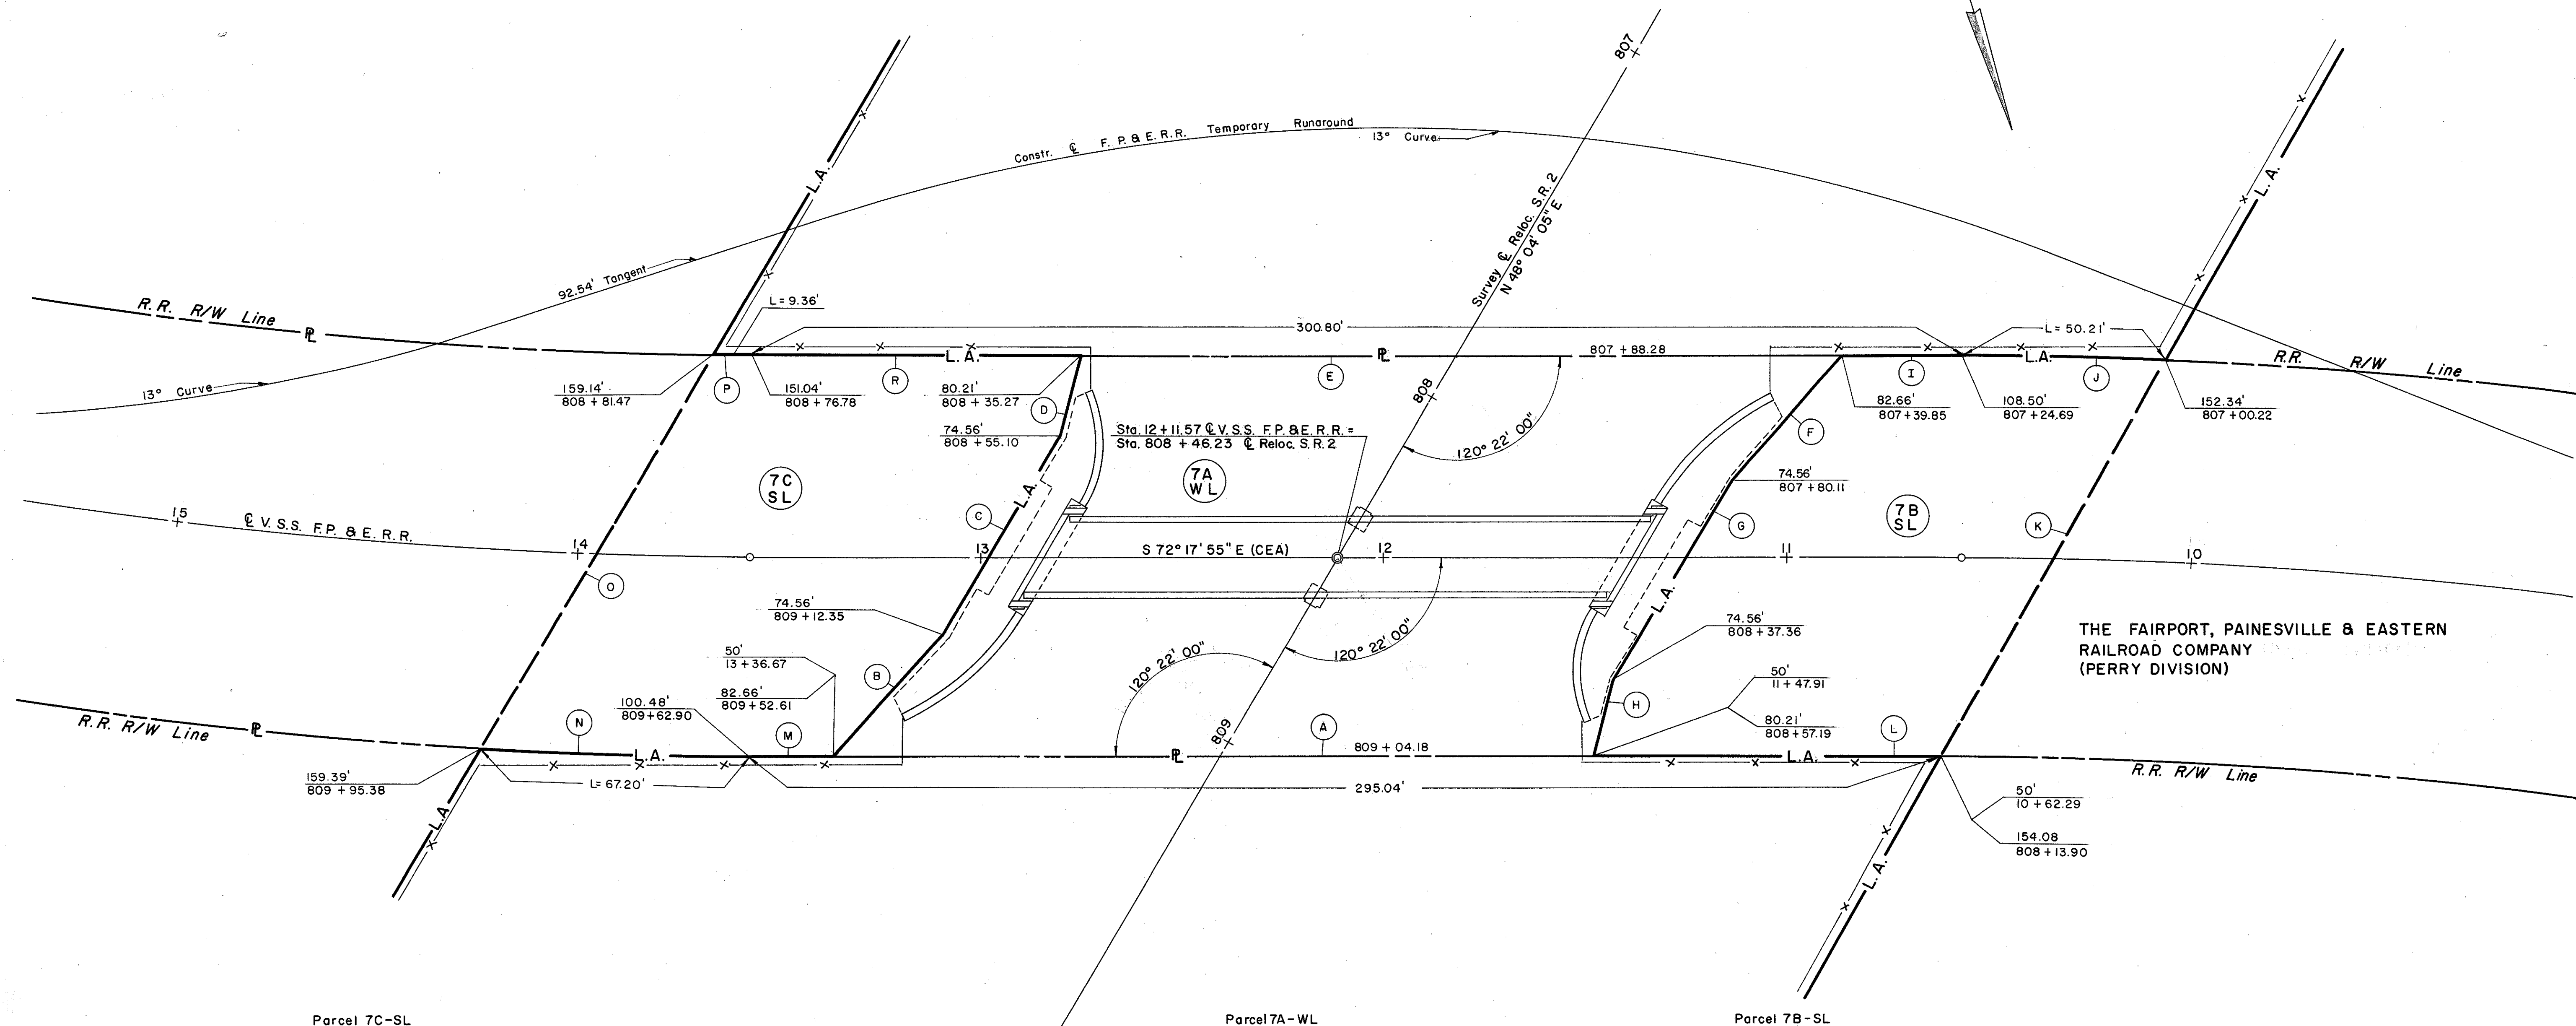 807
Constr. ℄ F. P. & E. R.R. Temporary Runaround
13° Curve
L.A.
L.A.
Survey ℄ Reloc. S.R. 2
N 48° 04' 05" E
92.54' Tangent
R.R. R/W Line ⅊
L = 9.36'
300.80'
L = 50.21'
L.A.
⅊
807 + 88.28
L.A.
R.R. R/W Line
13° Curve
159.14'
808 + 81.47
P
151.04'
808 + 76.78
R
80.21'
808 + 35.27
E
808
I
J
82.66'
807+39.85
108.50'
807 + 24.69
152.34'
807 + 00.22
D
74.56'
808 + 55.10
Sta. 12+11.57 ℄ V.S.S. F.P. & E.R.R. =
Sta. 808 + 46.23 ℄ Reloc. S.R. 2
120° 22' 00"
F
7C
SL
7A
WL
L.A.
74.56'
807 + 80.11
7B
SL
15
℄ V.S.S. F.P. & E.R.R.
C
G
K
14
13
S 72° 17' 55" E (CEA)
12
11
10
O
L.A.
74.56'
809 + 12.35
120° 22' 00"
120° 22' 00"
74.56'
808 + 37.36
THE FAIRPORT, PAINESVILLE & EASTERN
RAILROAD COMPANY
(PERRY DIVISION)
50'
13 + 36.67
B
50'
11 + 47.91
82.66'
809 + 52.61
100.48'
809+62.90
H
80.21'
808 + 57.19
R.R. R/W Line ⅊
N
M
809
A
L
L.A.
⅊
809 + 04.18
L.A.
R.R. R/W Line
159.39'
809 + 95.38
L= 67.20'
295.04'
50'
10 + 62.29
L.A.
154.08
808 + 13.90
L.A.
Parcel 7C-SL
Parcel 7A-WL
Parcel 7B-SL